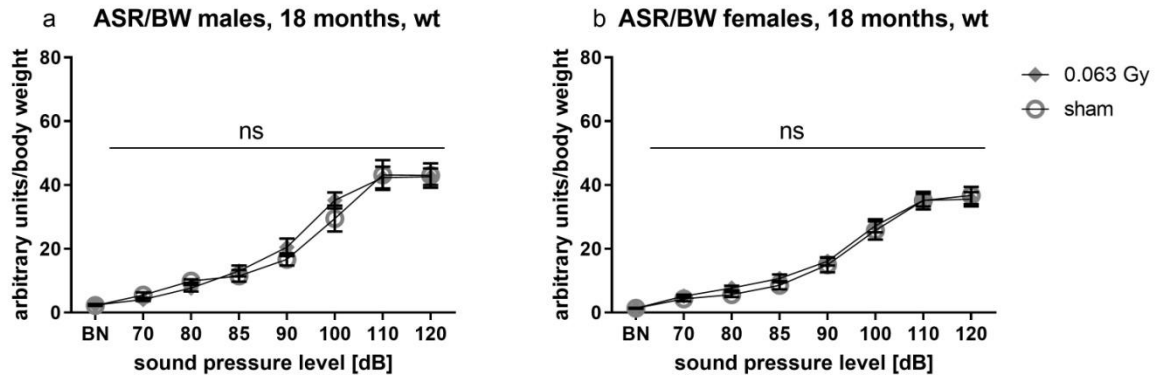 a ASR/BW males, 18 months, wt
80
60
40
20
0
arbitrary units/body weight
ns
BN 70 80 85 90 100 110 120
sound pressure level [dB]
b ASR/BW females, 18 months, wt
80
60
40
20
0
arbitrary units/body weight
ns
BN 70 80 85 90 100 110 120
sound pressure level [dB]
0.063 Gy
sham